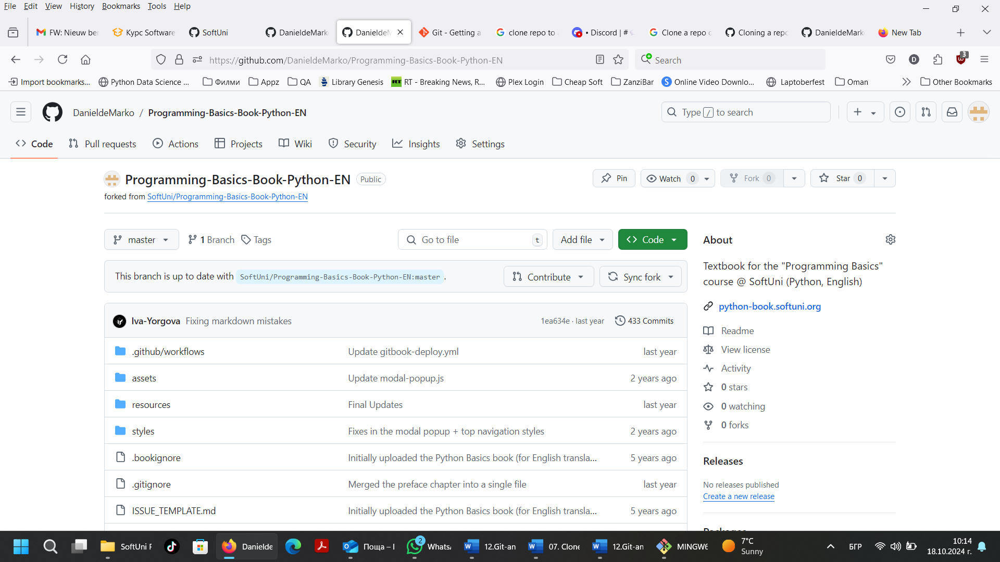 File Edit View History Bookmarks Tools Help
FW: Nieuw ber
Курс Software
SoftUni
DanieldeMark
DanieldeM
Git - Getting a
clone repo to
• Discord | #
Clone a repo
Cloning a repo
DanieldeMark
New Tab
https://github.com/DanieldeMarko/Programming-Basics-Book-Python-EN
Search
D
3
Import bookmarks... Python Data Science ... Филми Appz QA Library Genesis RT RT - Breaking News, R... Plex Login Cheap Soft ZanziBar S Online Video Downlo... Laptoberfest Oman Other Bookmarks
DanieldeMarko / Programming-Basics-Book-Python-EN
Type / to search
Code Pull requests Actions Projects Wiki Security Insights Settings
Programming-Basics-Book-Python-EN Public
Pin Watch 0 Fork 0 Star 0
forked from SoftUni/Programming-Basics-Book-Python-EN
master 1 Branch Tags
Go to file t
Add file
Code
This branch is up to date with SoftUni/Programming-Basics-Book-Python-EN:master .
Contribute Sync fork
Iva-Yorgova Fixing markdown mistakes 1ea634e · last year 433 Commits
.github/workflows Update gitbook-deploy.yml last year
assets Update modal-popup.js 2 years ago
resources Final Updates last year
styles Fixes in the modal popup + top navigation styles 2 years ago
.bookignore Initially uploaded the Python Basics book (for English transla... 5 years ago
.gitignore Merged the preface chapter into a single file last year
ISSUE_TEMPLATE.md Initially uploaded the Python Basics book (for English transla... 5 years ago
About
Textbook for the "Programming Basics"
course @ SoftUni (Python, English)
python-book.softuni.org
Readme
View license
Activity
0 stars
0 watching
0 forks
Releases
No releases published
Create a new release
Packages
SoftUni F
Danielde
Поща – I
2
WhatsA
12.Git-an
07. Clone
12.Git-an
MINGW6
7°C
Sunny
БГР
10:14
18.10.2024 г.